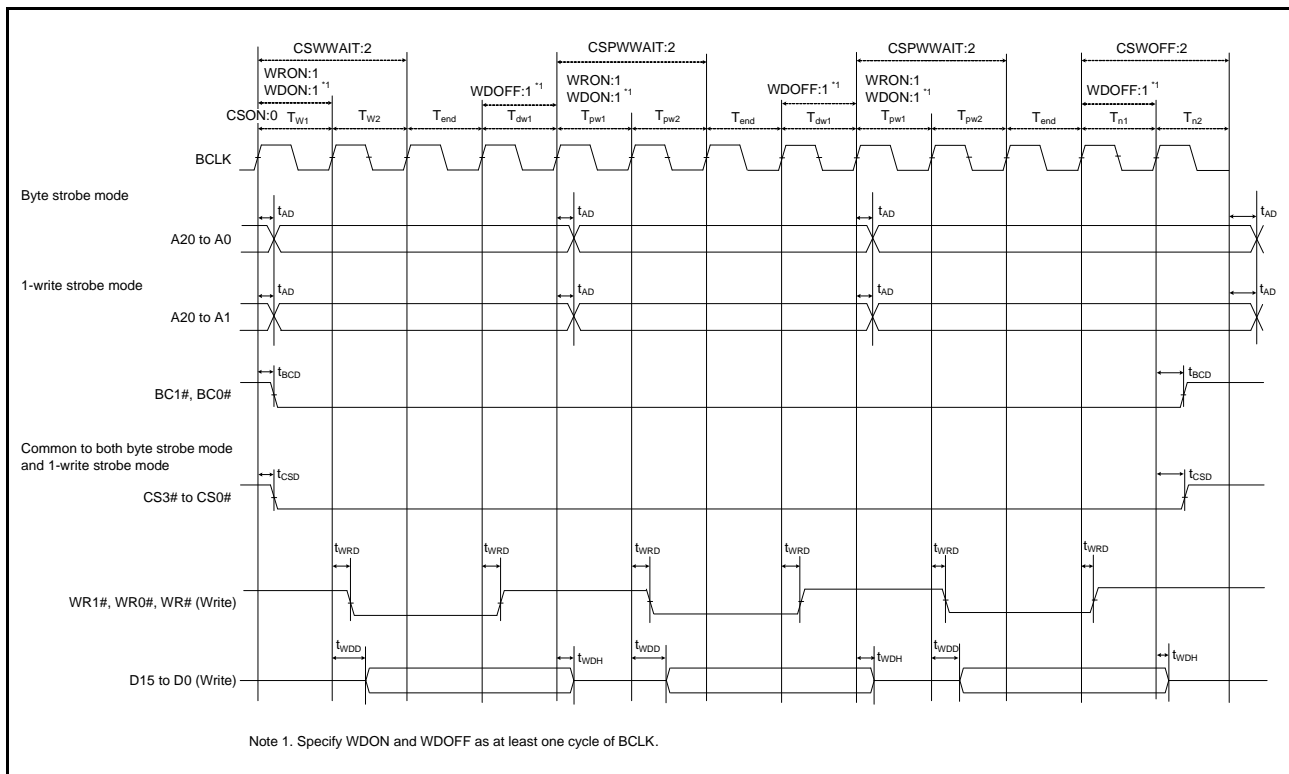 CSWWAIT:2 CSPWWAIT:2 CSPWWAIT:2 CSWOFF:2
WRON:1 WRON:1 WRON:1
WDON:1 *1 WDOFF:1 *1 WDON:1 *1 WDOFF:1 *1 WDON:1 *1 WDOFF:1 *1
CSON:0 TW1 TW2 Tend Tdw1 Tpw1 Tpw2 Tend Tdw1 Tpw1 Tpw2 Tend Tn1 Tn2
BCLK
Byte strobe mode
tAD tAD tAD tAD
A20 to A0
1-write strobe mode
tAD tAD tAD tAD
A20 to A1
tBCD tBCD
BC1#, BC0#
Common to both byte strobe mode
and 1-write strobe mode
tCSD tCSD
CS3# to CS0#
tWRD tWRD tWRD tWRD tWRD tWRD
WR1#, WR0#, WR# (Write)
tWDD tWDH tWDD tWDH tWDD tWDH
D15 to D0 (Write)
Note 1. Specify WDON and WDOFF as at least one cycle of BCLK.